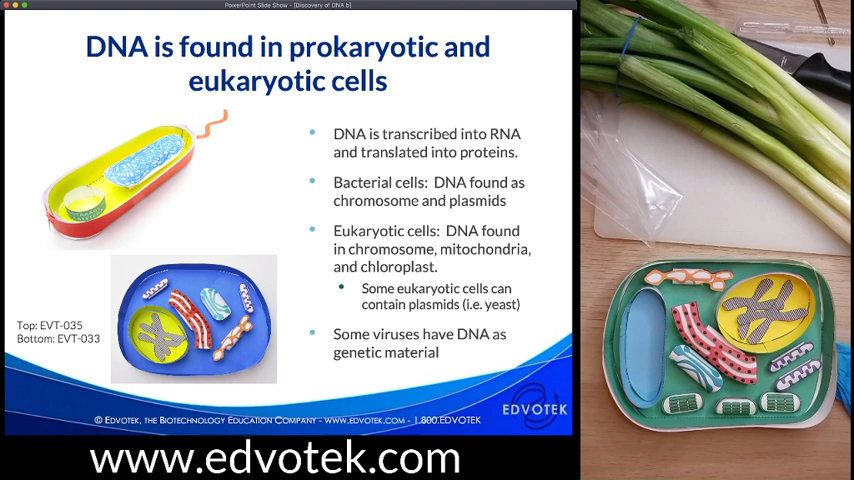 PowerPoint Slide Show - [Discovery of DNA b]
DNA is found in prokaryotic and
eukaryotic cells
DNA is transcribed into RNA
and translated into proteins.
Bacterial cells: DNA found as
chromosome and plasmids
Eukaryotic cells: DNA found
in chromosome, mitochondria,
and chloroplast.
Some eukaryotic cells can
contain plasmids (i.e. yeast)
Some viruses have DNA as
genetic material
Top: EVT-035
Bottom: EVT-033
© EDVOTEK, THE BIOTECHNOLOGY EDUCATION COMPANY - WWW.EDVOTEK.COM - 1.800.EDVOTEK
EDVOTEK
www.edvotek.com